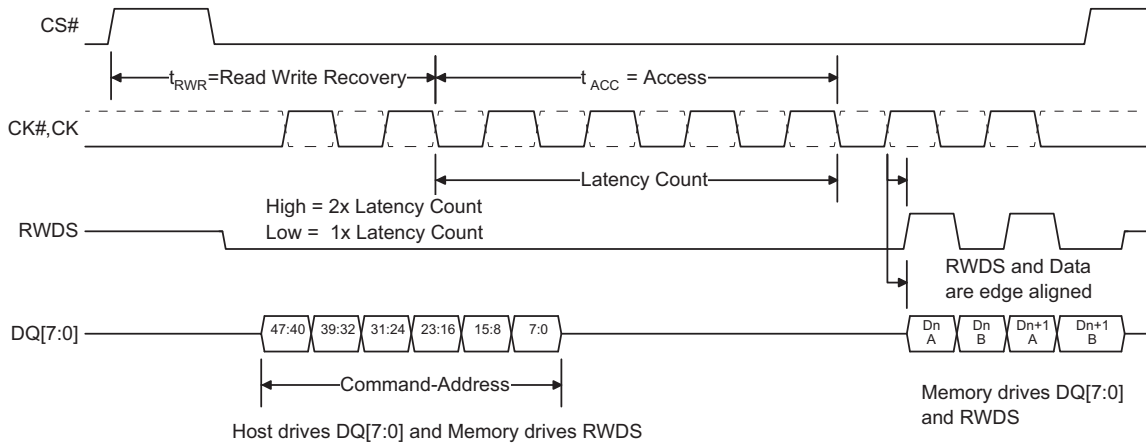 CS#
tRWR=Read Write Recovery
tACC = Access
CK#,CK
Latency Count
High = 2x Latency Count
Low = 1x Latency Count
RWDS
RWDS and Data
are edge aligned
DQ[7:0]
47:40 39:32 31:24 23:16 15:8 7:0
Dn A
Dn B
Dn+1 A
Dn+1 B
Command-Address
Memory drives DQ[7:0]
and RWDS
Host drives DQ[7:0] and Memory drives RWDS